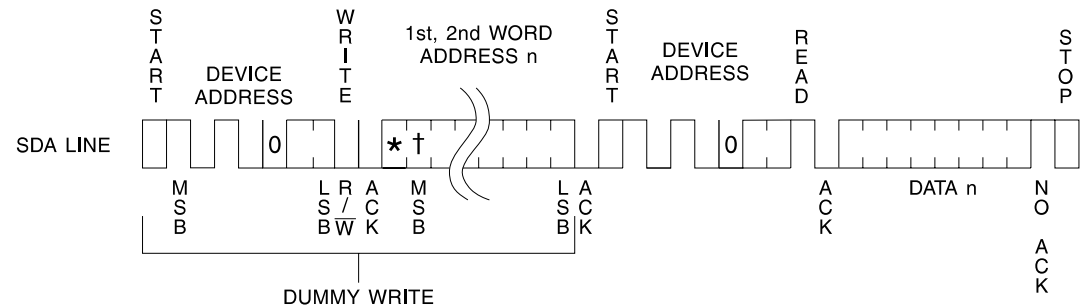 START
WRITE
1st, 2nd WORD
ADDRESS n
START
READ
STOP
DEVICE
ADDRESS
DEVICE
ADDRESS
SDA LINE
0
* †
0
MSB
LSB
R/W̅
ACK
MSB
LSB
ACK
ACK
DATA n
NO ACK
DUMMY WRITE